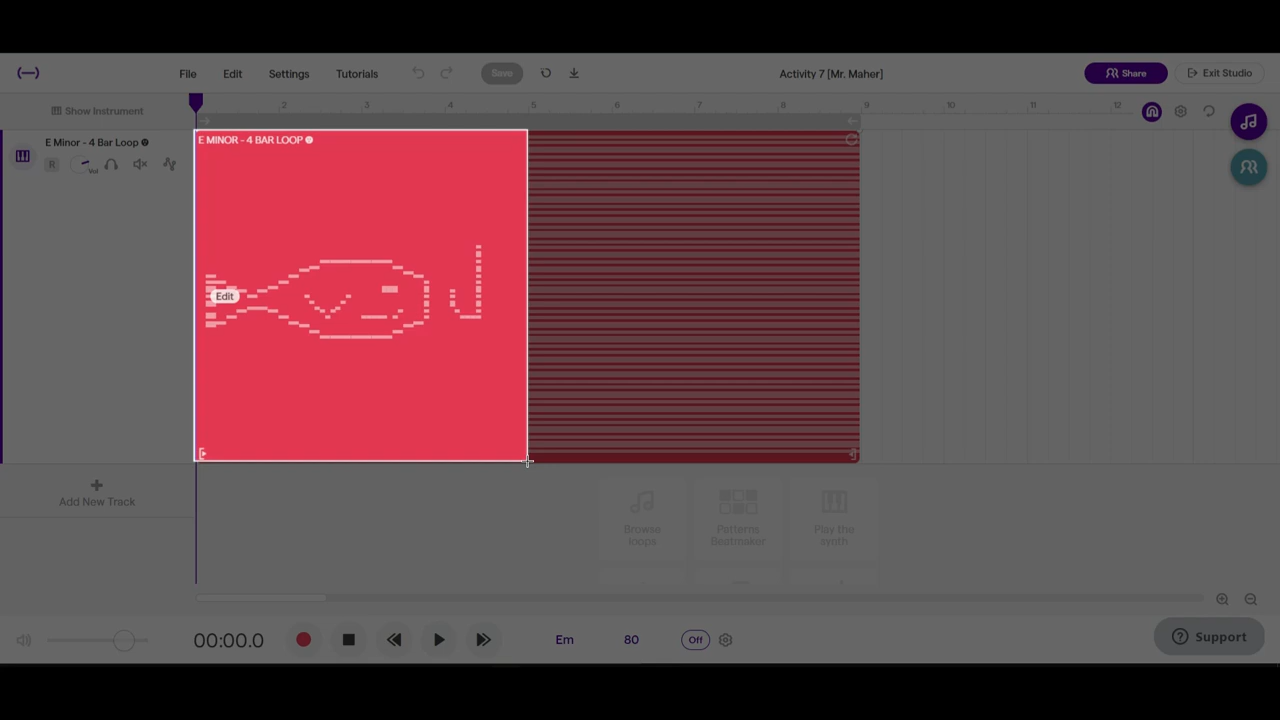 (—)
File Edit Settings Tutorials Save Activity 7 [Mr. Maher] Share Exit Studio
Show Instrument 2 3 4 5 6 7 8 9 10 11 12
E Minor - 4 Bar Loop
R Vol
E MINOR - 4 BAR LOOP
Edit
Add New Track
Browse
loops
Patterns
Beatmaker
Play the
synth
00:00.0 Em 80 Off Support